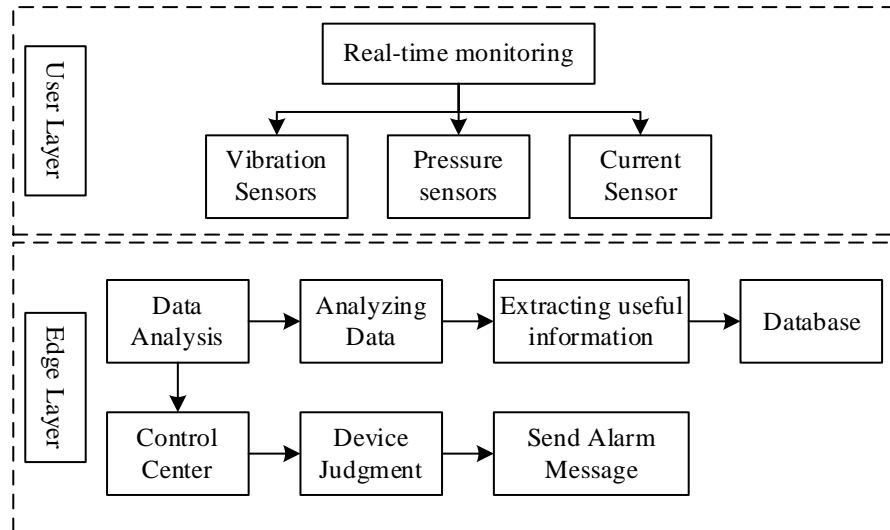 User Layer
Real-time monitoring
Vibration
Sensors
Pressure
sensors
Current
Sensor
Edge Layer
Data
Analysis
Analyzing
Data
Extracting useful
information
Database
Control
Center
Device
Judgment
Send Alarm
Message